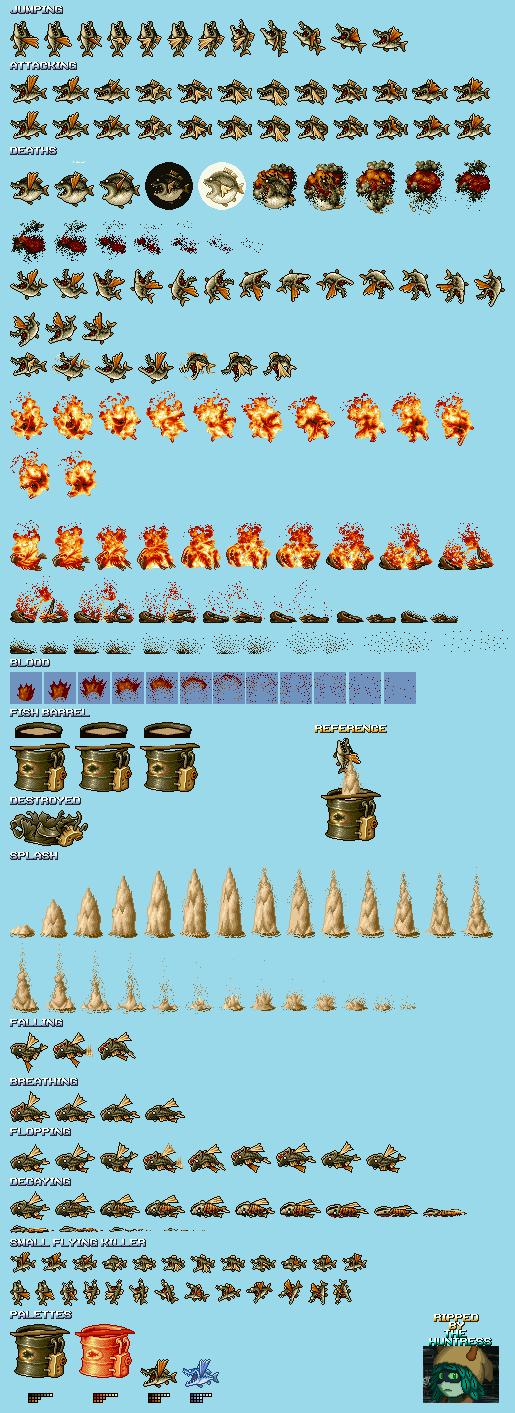 JUMPING
ATTACKING
DEATHS
BLOOD
FISH BARREL
REFERENCE
DESTROYED
SPLASH
FALLING
BREATHING
FLOPPING
DECAYING
SMALL FLYING KILLER
PALETTES
RIPPED
BY
THE
HUNTRESS